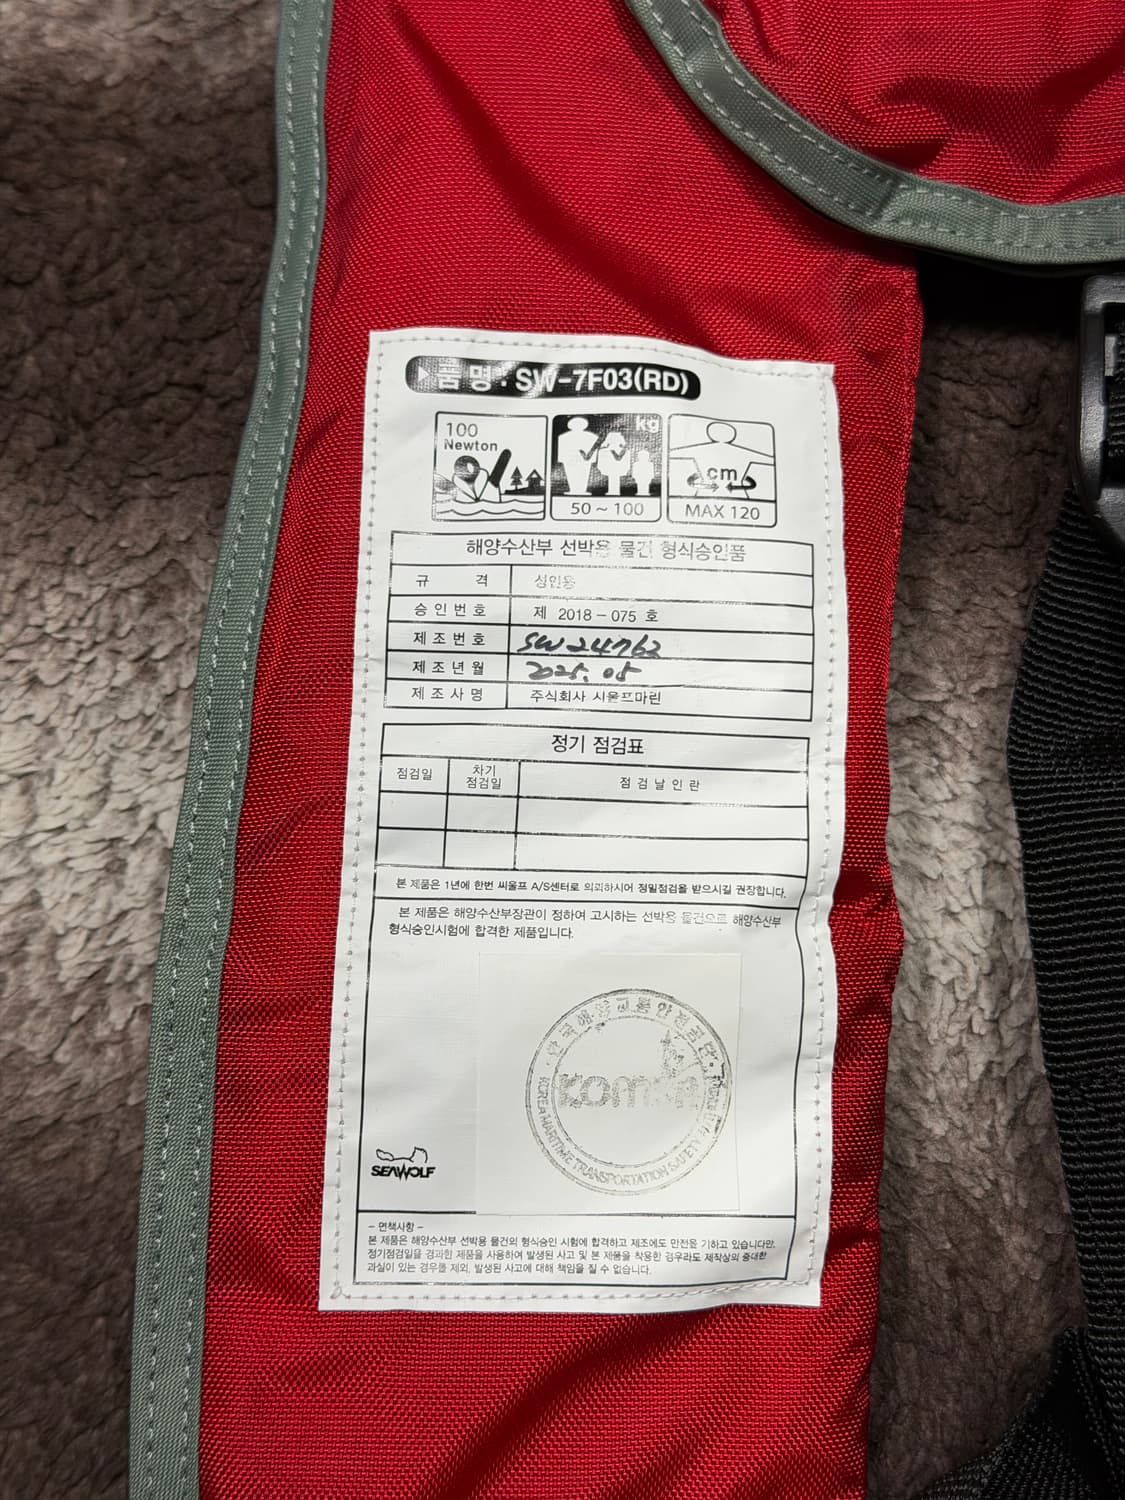 ▶품 명 : SW-7F03(RD)
100
Newton
kg
50 ~ 100
cm
MAX 120
해양수산부 선박용 물건 형식승인품
규 격 성인용
승 인 번 호 제 2018 - 075 호
제 조 번 호 SW 24762
제 조 년 월 2025. 05
제 조 사 명 주식회사 씨울프마린
정기 점검표
점검일 차기 점검일 점 검 날 인 란
본 제품은 1년에 한번 씨울프 A/S센터로 의뢰하시어 정밀점검을 받으시길 권장합니다.
본 제품은 해양수산부장관이 정하여 고시하는 선박용 물건으로 해양수산부
형식승인시험에 합격한 제품입니다.
한국해양교통안전공단
komsa
KOREA MARITIME TRANSPORTATION SAFETY
SEAWOLF
- 면책사항 -
본 제품은 해양수산부 선박용 물건의 형식승인 시험에 합격하고 제조에도 만전을 기하고 있습니다만,
정기점검일을 경과한 제품을 사용하여 발생된 사고 및 본 제품을 착용한 경우라도 제작상의 중대한
과실이 있는 경우를 제외, 발생된 사고에 대해 책임을 질 수 없습니다.